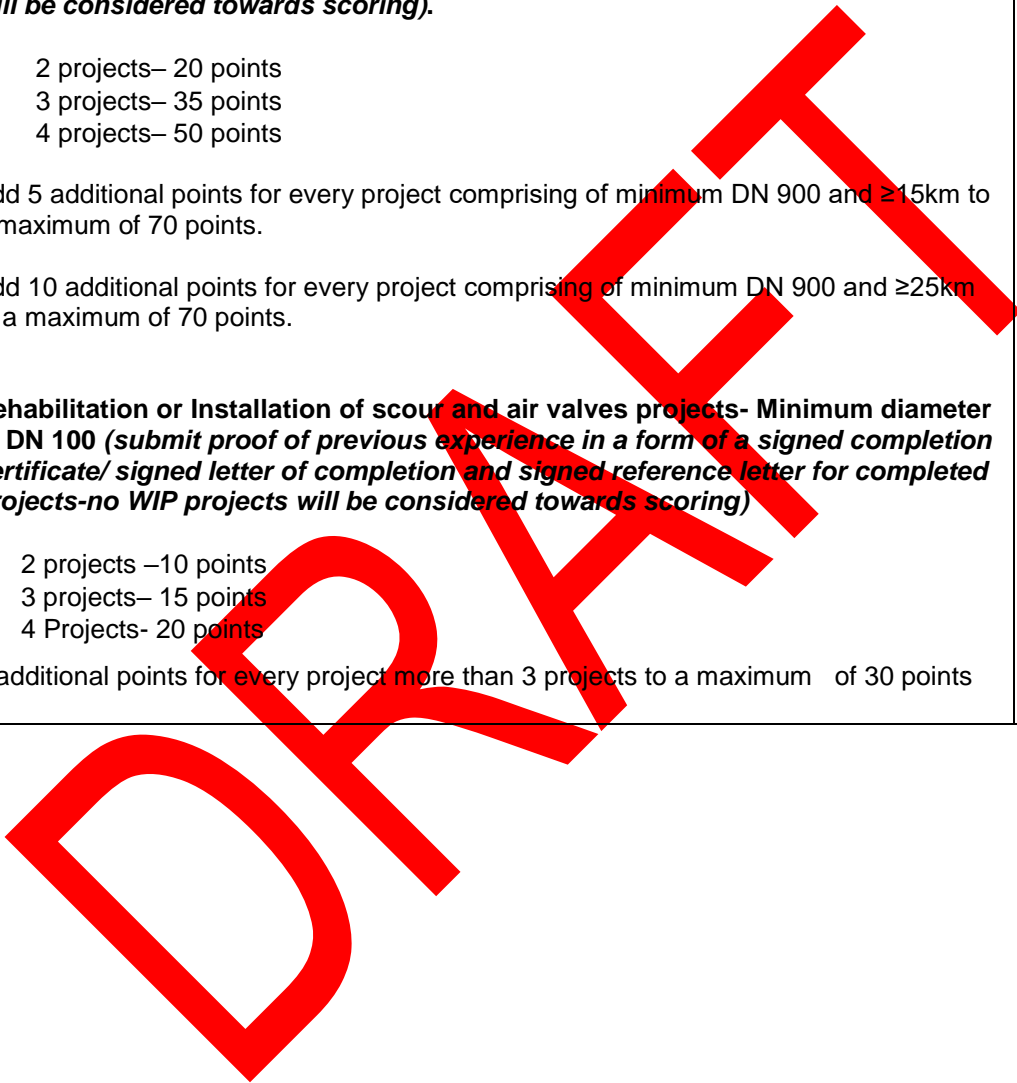 ll be considered towards scoring).
2 projects– 20 points
3 projects– 35 points
4 projects– 50 points
dd 5 additional points for every project comprising of minimum DN 900 and ≥15km to
maximum of 70 points.
dd 10 additional points for every project comprising of minimum DN 900 and ≥25km
a maximum of 70 points.
ehabilitation or Installation of scour and air valves projects- Minimum diameter
DN 100 (submit proof of previous experience in a form of a signed completion
ertificate/ signed letter of completion and signed reference letter for completed
rojects-no WIP projects will be considered towards scoring)
2 projects –10 points
3 projects– 15 points
4 Projects- 20 points
additional points for every project more than 3 projects to a maximum of 30 points
DRAFT